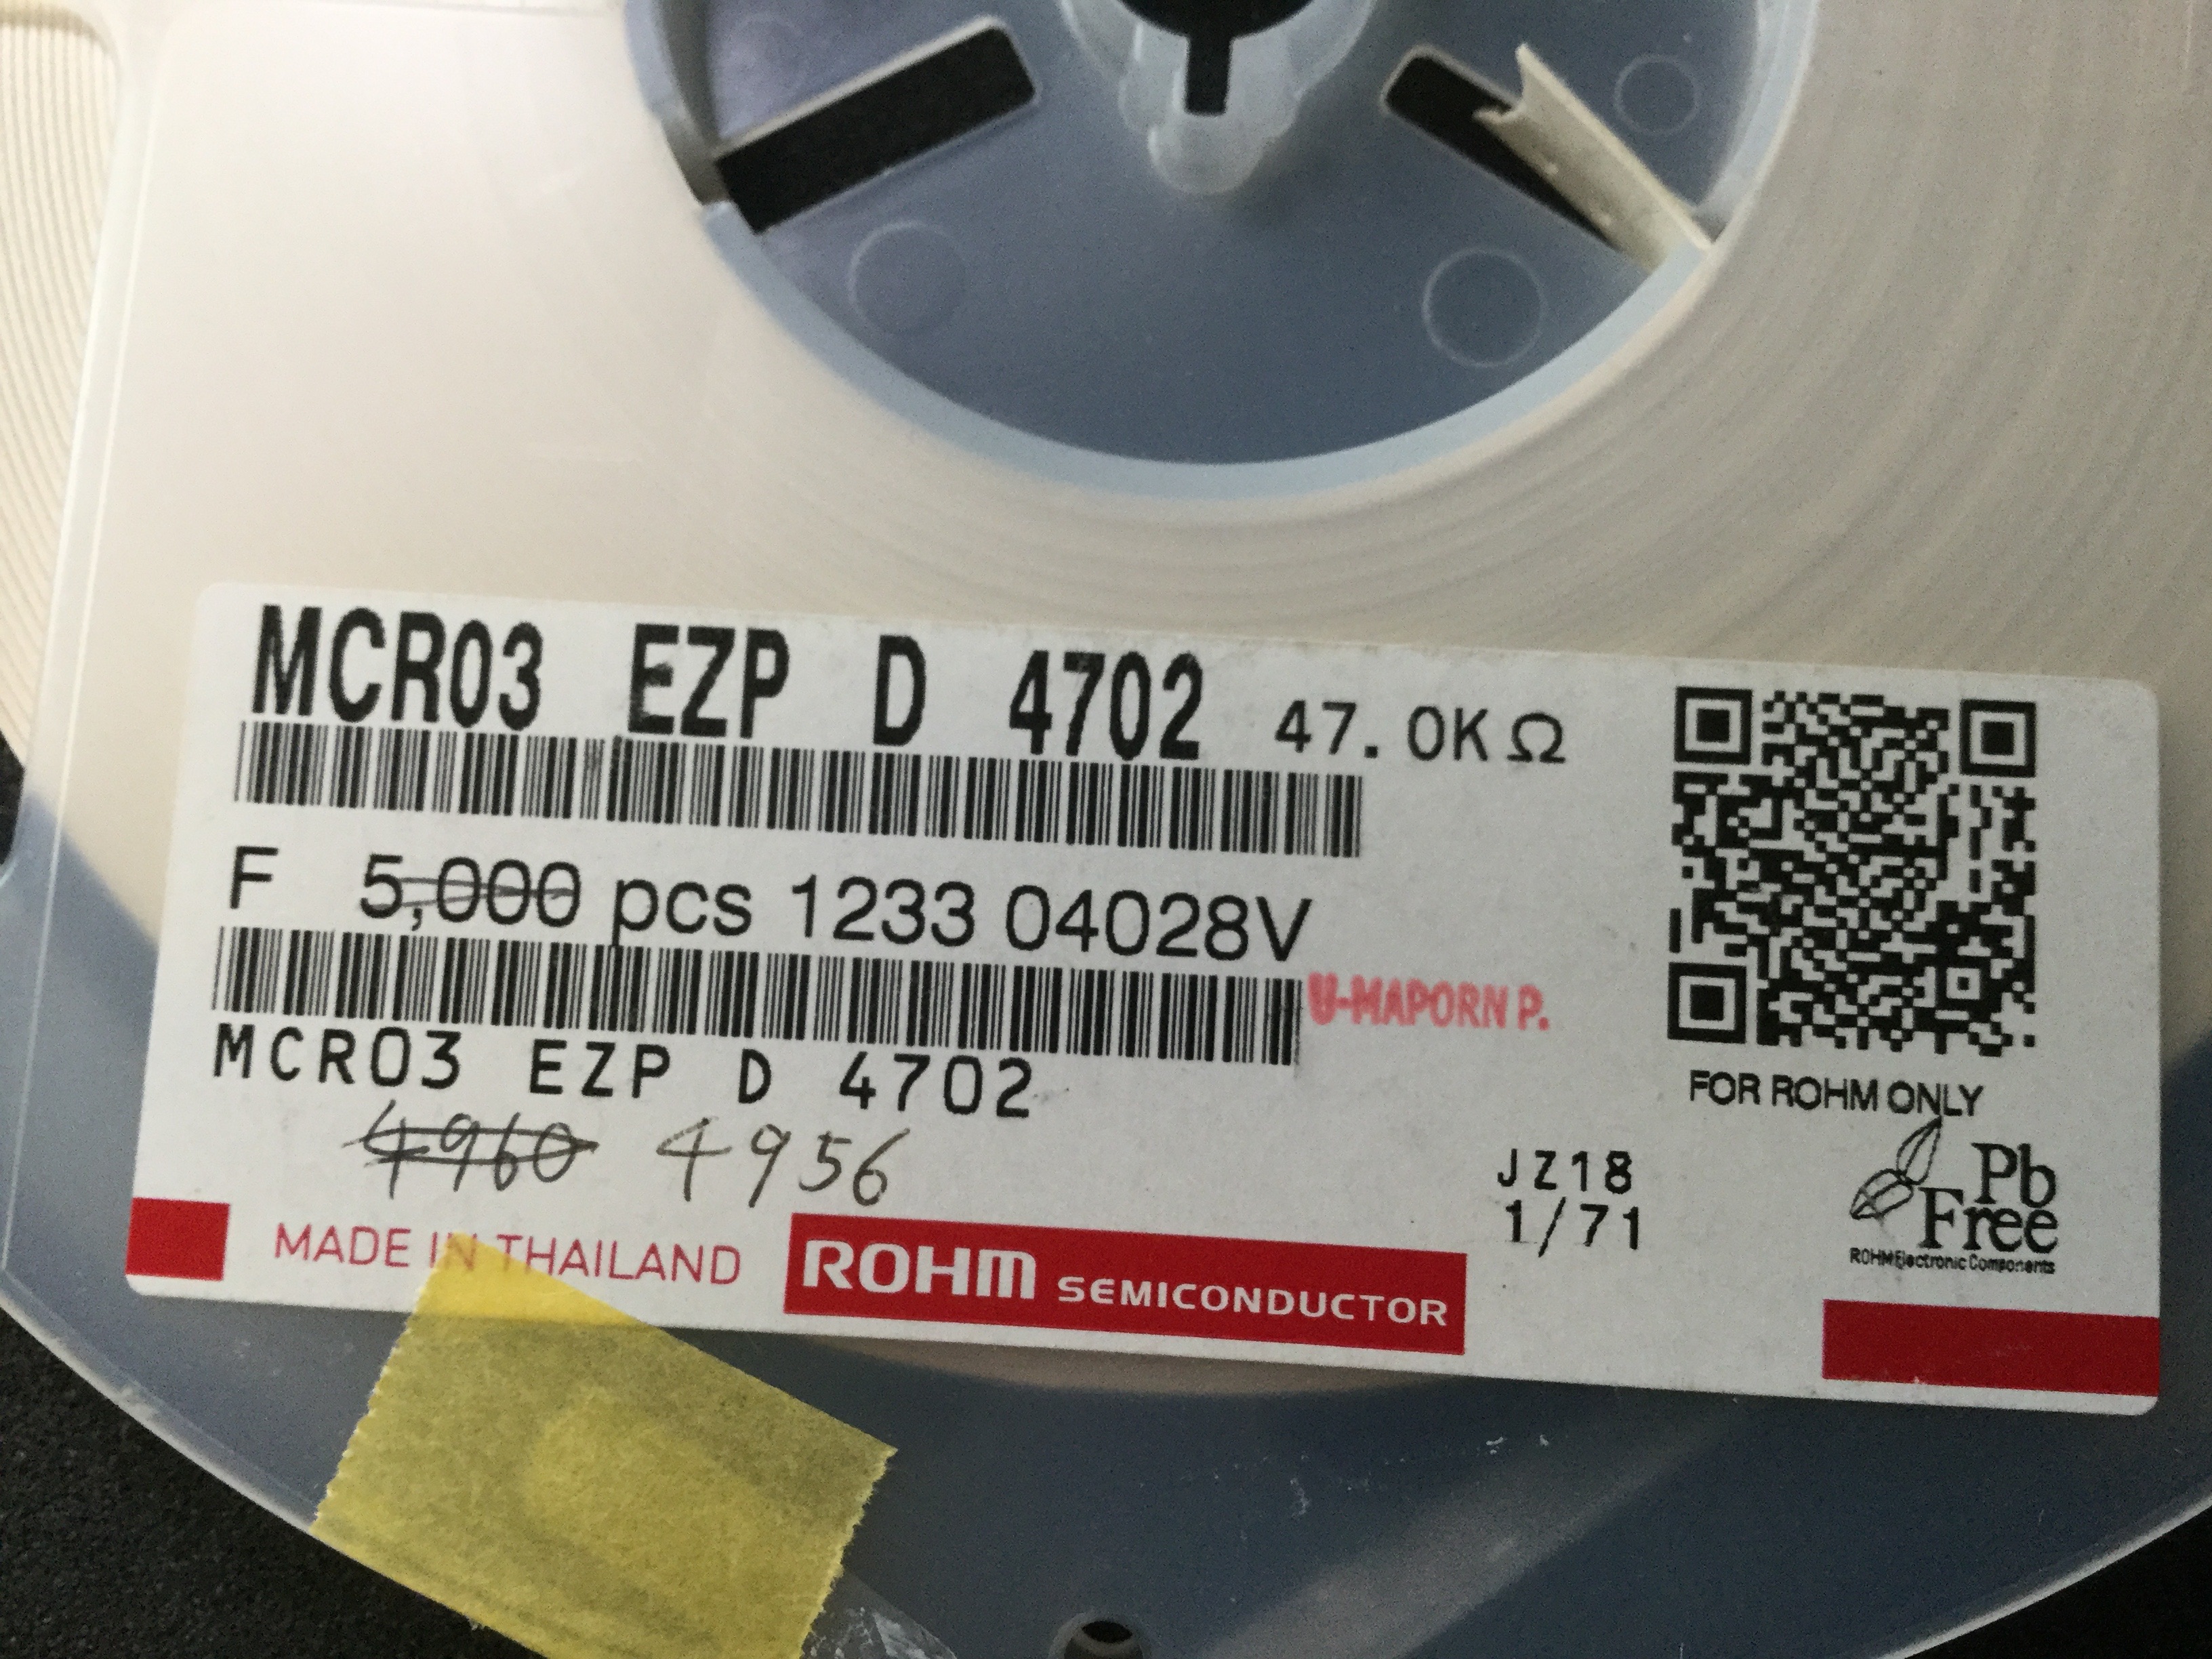 MCR03 EZP D 4702 47.0KΩ
F 5,000 pcs 1233 04028V
U-MAPORN P.
MCR03 EZP D 4702
4960 4956
FOR ROHM ONLY
JZ18
1/71
Pb
Free
ROHM Electronic Components
MADE IN THAILAND
ROHM SEMICONDUCTOR